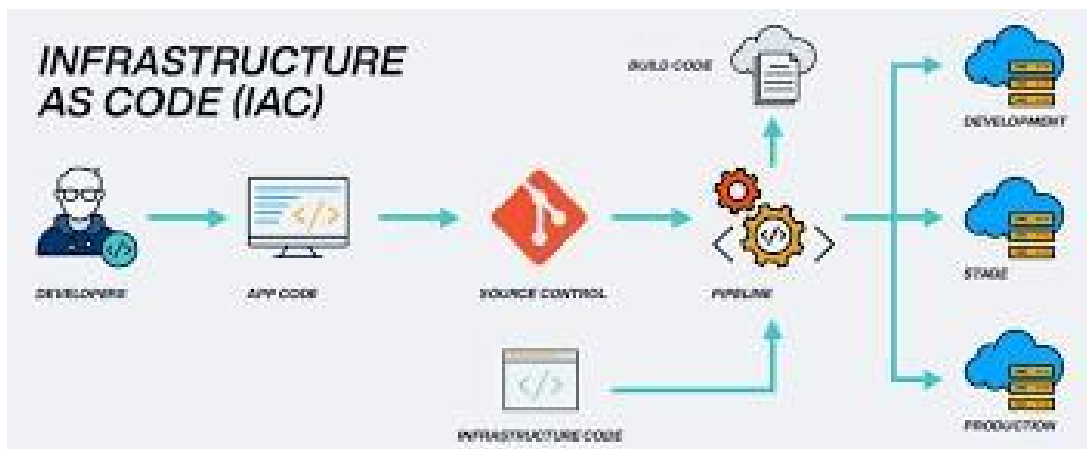 INFRASTRUCTURE
AS CODE (IAC)
BUILD CODE
DEVELOPMENT
</>
</>
</>
</>
STAGE
DEVELOPERS
APP CODE
SOURCE CONTROL
PIPELINE
</>
INFRASTRUCTURE CODE
PRODUCTION